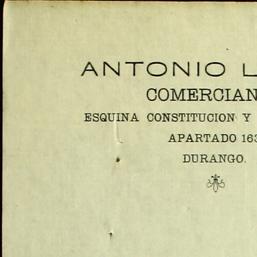 ANTONIO L
COMERCIAN
ESQUINA CONSTITUCION Y
APARTADO 163
DURANGO.